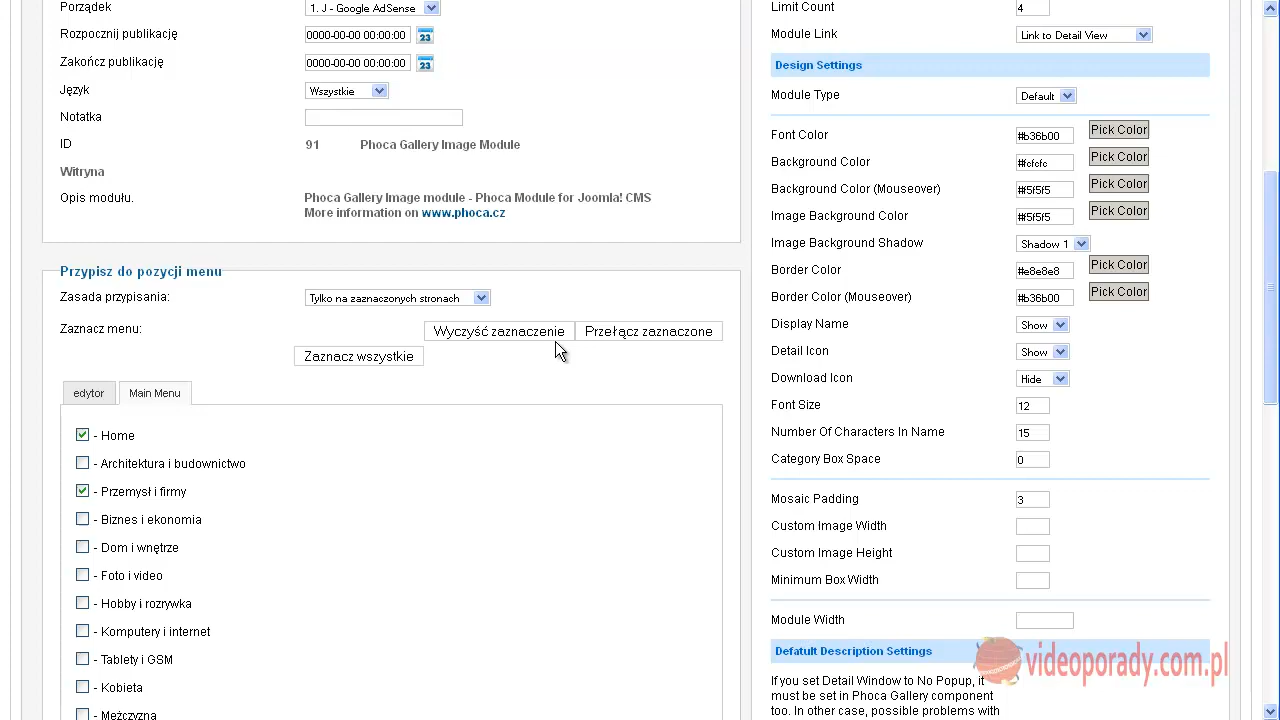 Porządek 1. J - Google AdSense
Rozpocznij publikację 0000-00-00 00:00:00 23
Zakończ publikację 0000-00-00 00:00:00 23
Język Wszystkie
Notatka
ID 91 Phoca Gallery Image Module
Witryna
Opis modułu. Phoca Gallery Image module - Phoca Module for Joomla! CMS
More information on www.phoca.cz
Przypisz do pozycji menu
Zasada przypisania: Tylko na zaznaczonych stronach
Zaznacz menu: Wyczyść zaznaczenie Przełącz zaznaczone
Zaznacz wszystkie
edytor Main Menu
- Home
- Architektura i budownictwo
- Przemysł i firmy
- Biznes i ekonomia
- Dom i wnętrze
- Foto i video
- Hobby i rozrywka
- Komputery i internet
- Tablety i GSM
- Kobieta
- Mężczyzna
Limit Count 4
Module Link Link to Detail View
Design Settings
Module Type Default
Font Color #b36b00 Pick Color
Background Color #fcfcfc Pick Color
Background Color (Mouseover) #f5f5f5 Pick Color
Image Background Color #f5f5f5 Pick Color
Image Background Shadow Shadow 1
Border Color #e8e8e8 Pick Color
Border Color (Mouseover) #b36b00 Pick Color
Display Name Show
Detail Icon Show
Download Icon Hide
Font Size 12
Number Of Characters In Name 15
Category Box Space 0
Mosaic Padding 3
Custom Image Width
Custom Image Height
Minimum Box Width
Module Width
Defatult Description Settings
If you set Detail Window to No Popup, it
must be set in Phoca Gallery component
too. In other case, possible problems with
videoporady.com.pl